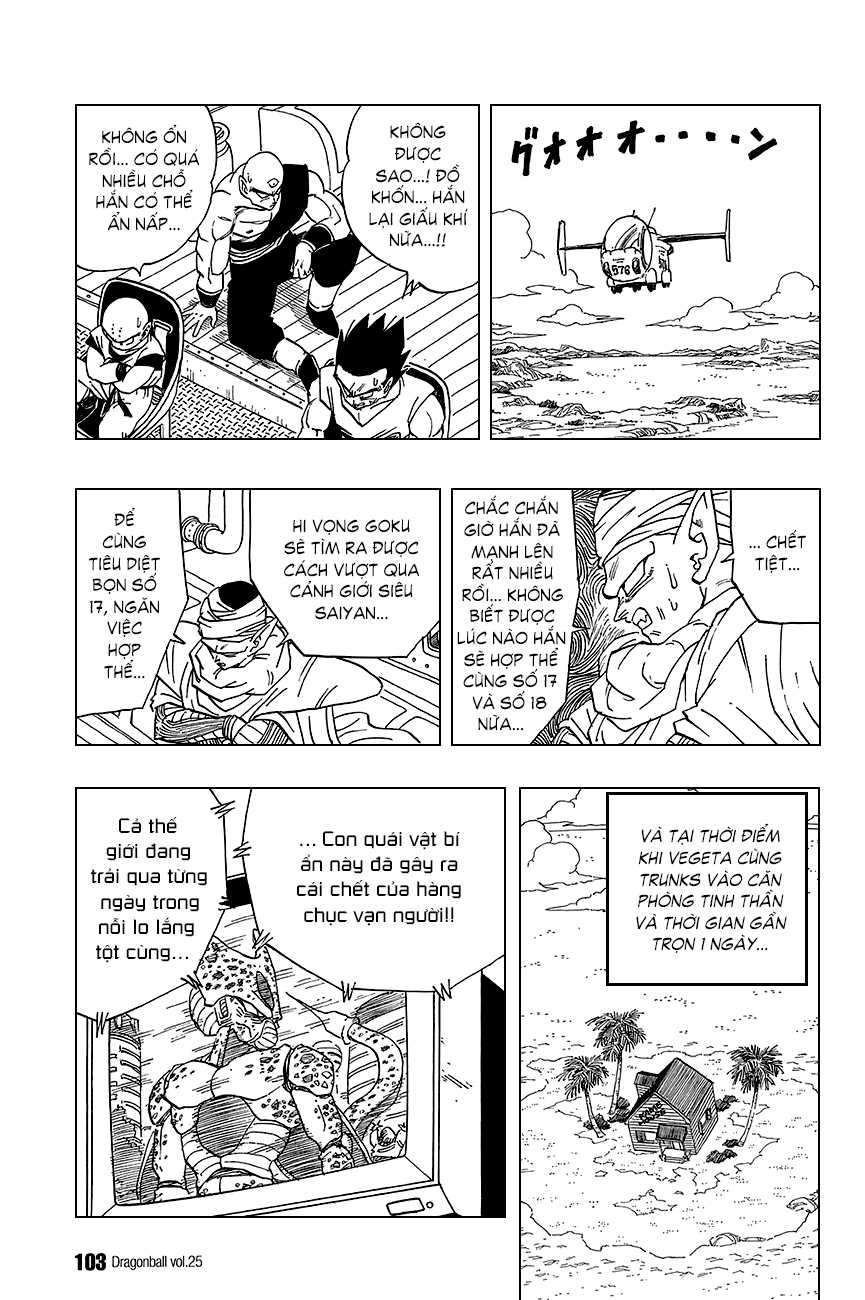 グオオオ・・・・ン
576
KHÔNG
ĐƯỢC
SAO...! ĐỒ
KHỐN... HẮN
LẠI GIẤU KHÍ
NỮA...!!
KHÔNG ỔN
RỒI... CÓ QUÁ
NHIỀU CHỖ
HẮN CÓ THỂ
ẨN NẤP...
... CHẾT
TIỆT...
CHẮC CHẮN
GIỜ HẮN ĐÃ
MẠNH LÊN
RẤT NHIỀU
RỒI... KHÔNG
BIẾT ĐƯỢC
LÚC NÀO HẮN
SẼ HỢP THỂ
CÙNG SỐ 17
VÀ SỐ 18
NỮA...
HI VỌNG GOKU
SẼ TÌM RA ĐƯỢC
CÁCH VƯỢT QUA
CẢNH GIỚI SIÊU
SAIYAN...
ĐỂ
CÙNG
TIÊU DIỆT
BỌN SỐ
17, NGĂN
VIỆC
HỢP
THỂ...
VÀ TẠI THỜI ĐIỂM
KHI VEGETA CÙNG
TRUNKS VÀO CĂN
PHÒNG TINH THẦN
VÀ THỜI GIAN GẦN
TRỌN 1 NGÀY...
KAME
... Con quái vật bí
ẩn này đã gây ra
cái chết của hàng
chục vạn người!!
Cả thế
giới đang
trải qua từng
ngày trong
nỗi lo lắng
tột cùng...
103 Dragonball vol.25